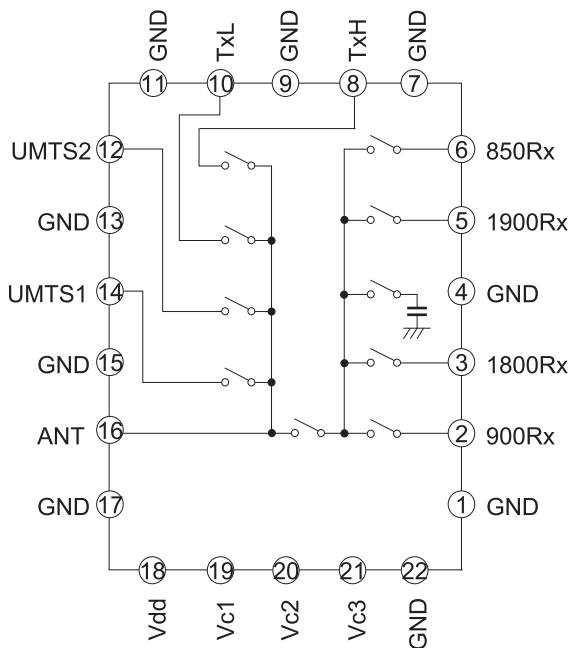 GND
TxL
GND
TxH
GND
11
10
9
8
7
UMTS2 12
6 850Rx
GND 13
5 1900Rx
UMTS1 14
4 GND
GND 15
3 1800Rx
ANT 16
2 900Rx
GND 17
1 GND
18
19
20
21
22
Vdd
Vc1
Vc2
Vc3
GND